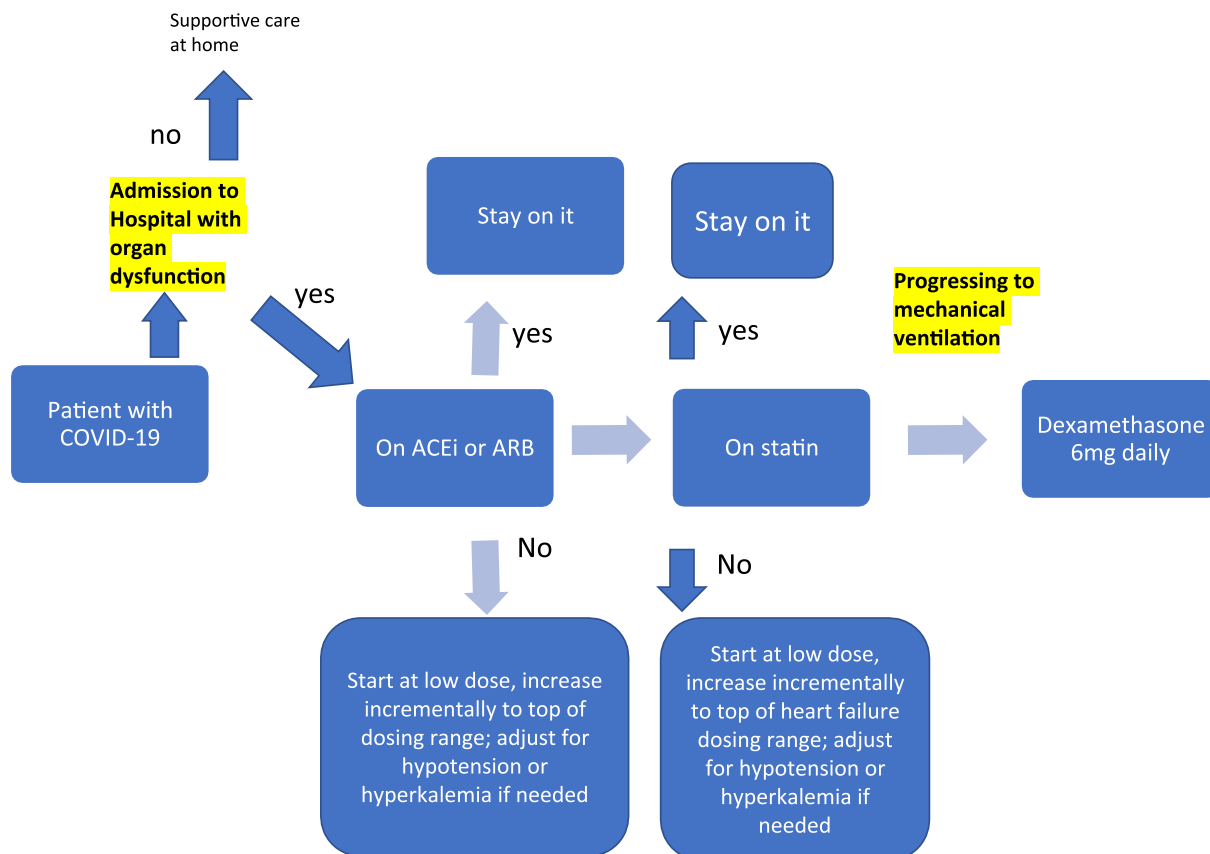 Supportive care
at home
no
Admission to
Hospital with
organ
dysfunction
yes
Patient with
COVID-19
On ACEi or ARB
yes
Stay on it
No
Start at low dose, increase
incrementally to top of
dosing range; adjust for
hypotension or
hyperkalemia if needed
On statin
yes
Stay on it
No
Start at low dose,
increase incrementally
to top of heart failure
dosing range; adjust
for hypotension or
hyperkalemia if
needed
Progressing to
mechanical
ventilation
Dexamethasone
6mg daily